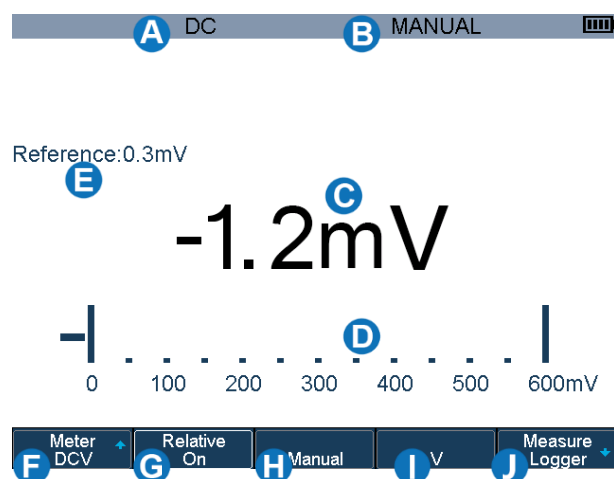 A DC B MANUAL
Reference:0.3mV
E
C
-1.2mV
D
0 100 200 300 400 500 600mV
Meter Relative Measure
F DCV G On H Manual I V J Logger